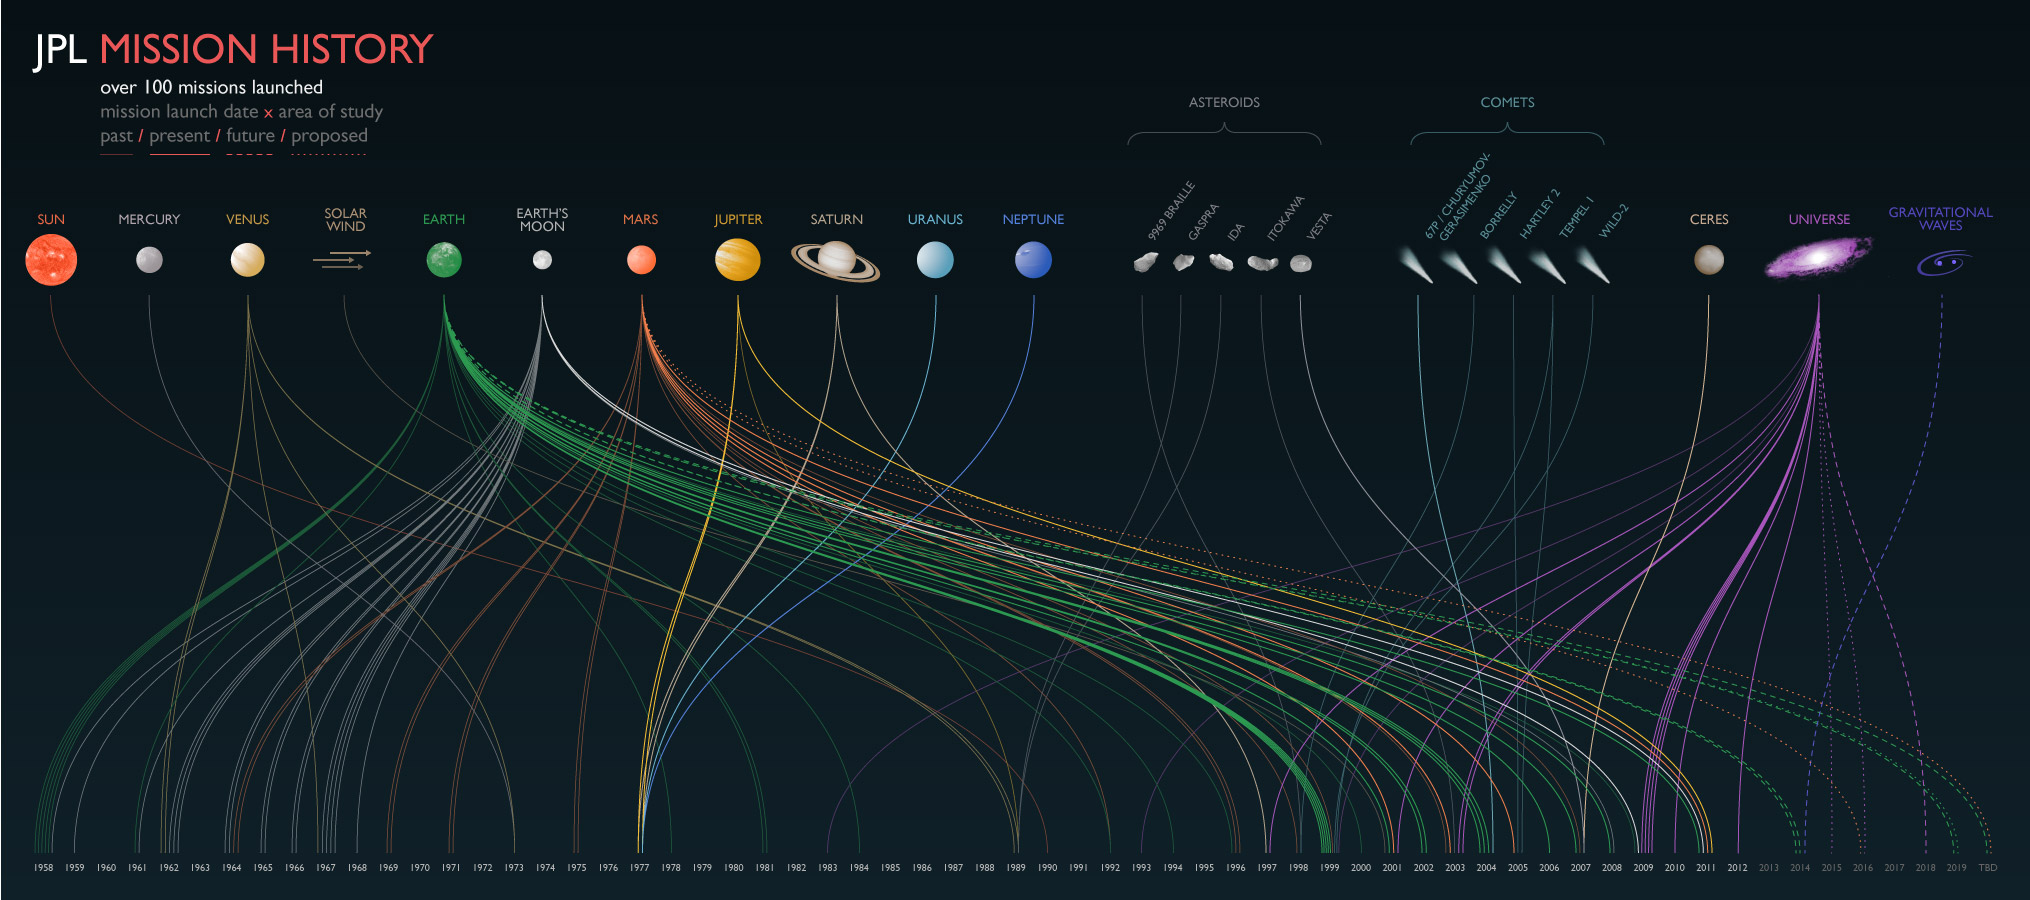 JPL MISSION HISTORY
over 100 missions launched
mission launch date x area of study
past / present / future / proposed
ASTEROIDS
COMETS
SUN
MERCURY
VENUS
SOLAR
WIND
EARTH
EARTH'S
MOON
MARS
JUPITER
SATURN
URANUS
NEPTUNE
9969 BRAILLE
GASPRA
IDA
ITOKAWA
VESTA
67P / CHURYUMOV-
GERASIMENKO
BORRELLY
HARTLEY 2
TEMPEL 1
WILD-2
CERES
UNIVERSE
GRAVITATIONAL
WAVES
1958 1959 1960 1961 1962 1963 1964 1965 1966 1967 1968 1969 1970 1971 1972 1973 1974 1975 1976 1977 1978 1979 1980 1981 1982 1983 1984 1985 1986 1987 1988 1989 1990 1991 1992 1993 1994 1995 1996 1997 1998 1999 2000 2001 2002 2003 2004 2005 2006 2007 2008 2009 2010 2011 2012 2013 2014 2015 2016 2017 2018 2019 TBD